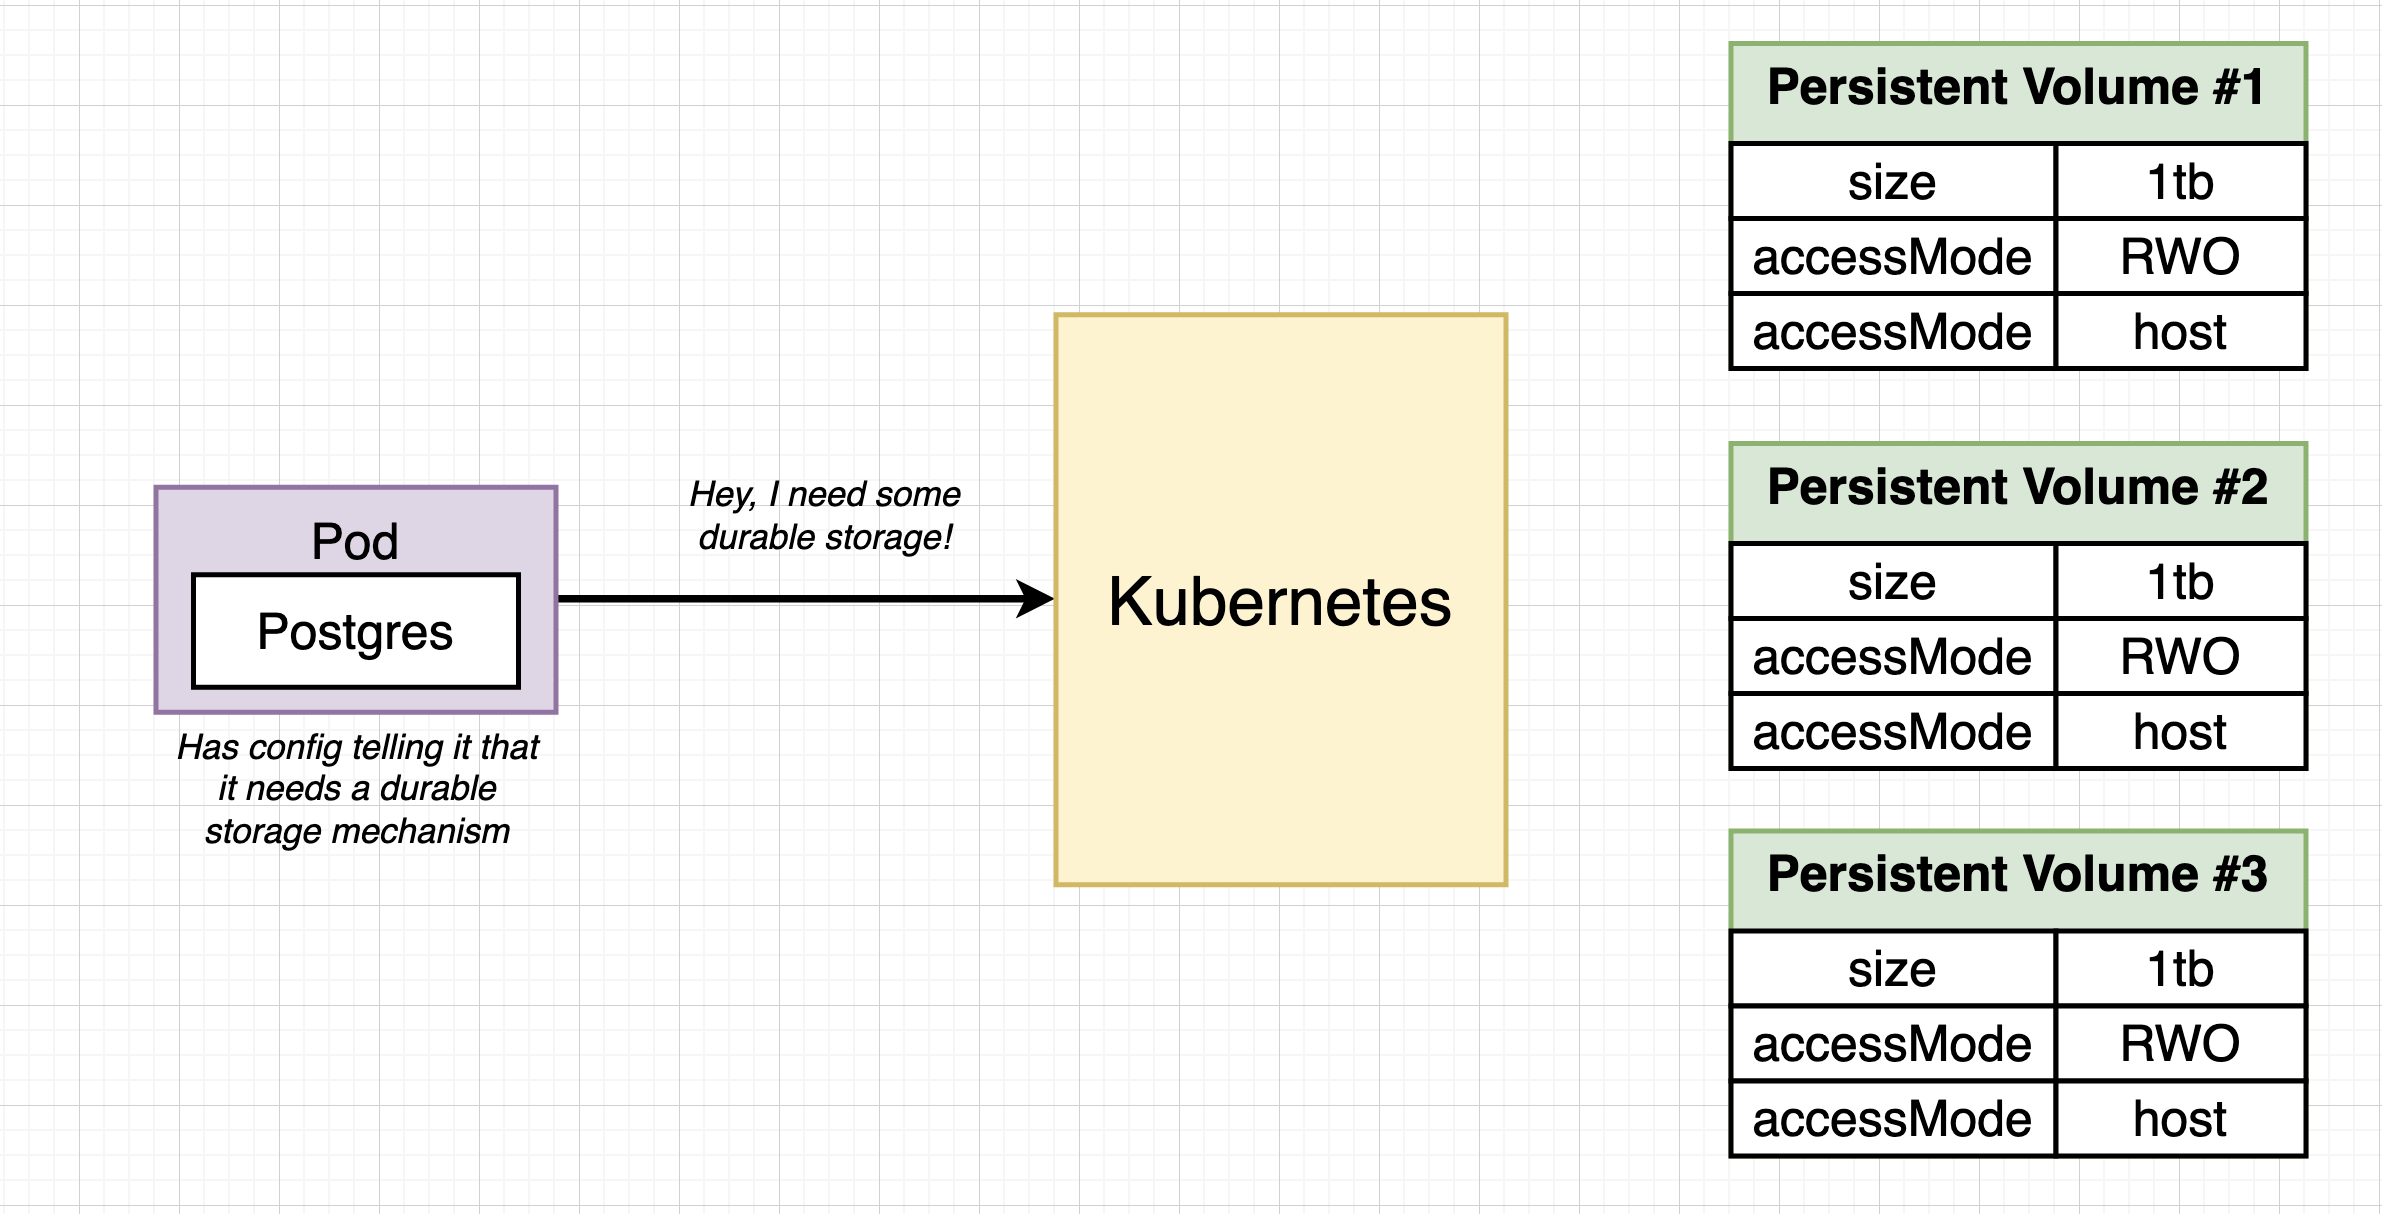 Pod
Postgres
Has config telling it that
it needs a durable
storage mechanism
Hey, I need some
durable storage!
Kubernetes
Persistent Volume #1
size 1tb
accessMode RWO
accessMode host
Persistent Volume #2
size 1tb
accessMode RWO
accessMode host
Persistent Volume #3
size 1tb
accessMode RWO
accessMode host